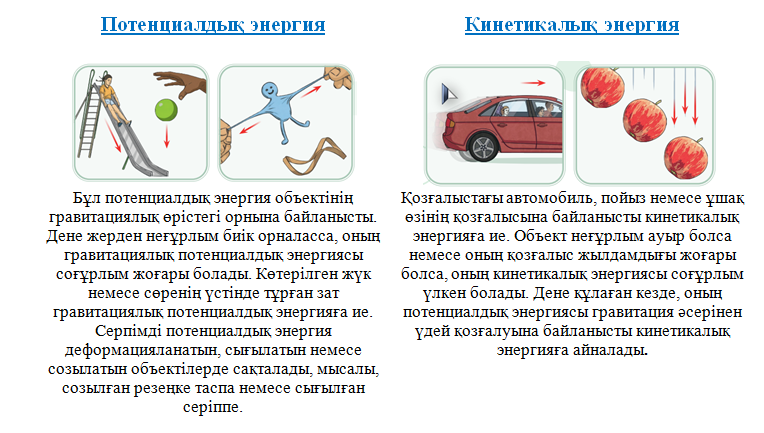 Потенциалдық энергия
Бұл потенциалдық энергия объектінің
гравитациялық өрістегі орнына байланысты.
Дене жерден неғұрлым биік орналасса, оның
гравитациялық потенциалдық энергиясы
соғұрлым жоғары болады. Көтерілген жүк
немесе сөренің үстінде тұрған зат
гравитациялық потенциалдық энергияға ие.
Серпімді потенциалдық энергия
деформацияланатын, сығылатын немесе
созылатын объектілерде сақталады, мысалы,
созылған резеңке таспа немесе сығылған
серіппе.
Кинетикалық энергия
Қозғалыстағы автомобиль, пойыз немесе ұшақ
өзінің қозғалысына байланысты кинетикалық
энергияға ие. Объект неғұрлым ауыр болса
немесе оның қозғалыс жылдамдығы жоғары
болса, оның кинетикалық энергиясы соғұрлым
үлкен болады. Дене құлаған кезде, оның
потенциалдық энергиясы гравитация әсерінен
үдей қозғалуына байланысты кинетикалық
энергияға айналады.